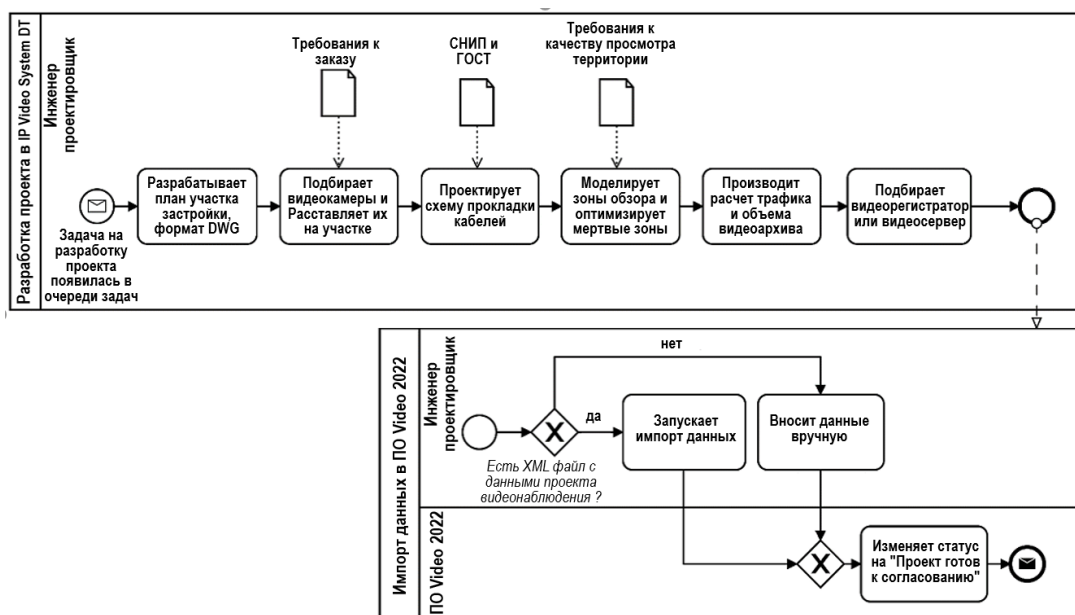 Разработка проекта в IP Video System DT
Инженер
проектировщик
Требования к
заказу
СНИП и
ГОСТ
Требования к
качеству просмотра
территории
Задача на
разработку
проекта
появилась в
очереди задач
Разрабатывает
план участка
застройки,
формат DWG
Подбирает
видеокамеры и
Расставляет их
на участке
Проектирует
схему прокладки
кабелей
Моделирует
зоны обзора и
оптимизирует
мертвые зоны
Производит
расчет трафика
и объема
видеоархива
Подбирает
видеорегистратор
или видеосервер
Импорт данных в ПО Video 2022
Инженер
проектировщик
нет
да
Есть XML файл с
данными проекта
видеонаблюдения ?
Запускает
импорт данных
Вносит данные
вручную
ПО Video 2022
Изменяет статус
на "Проект готов
к согласованию"